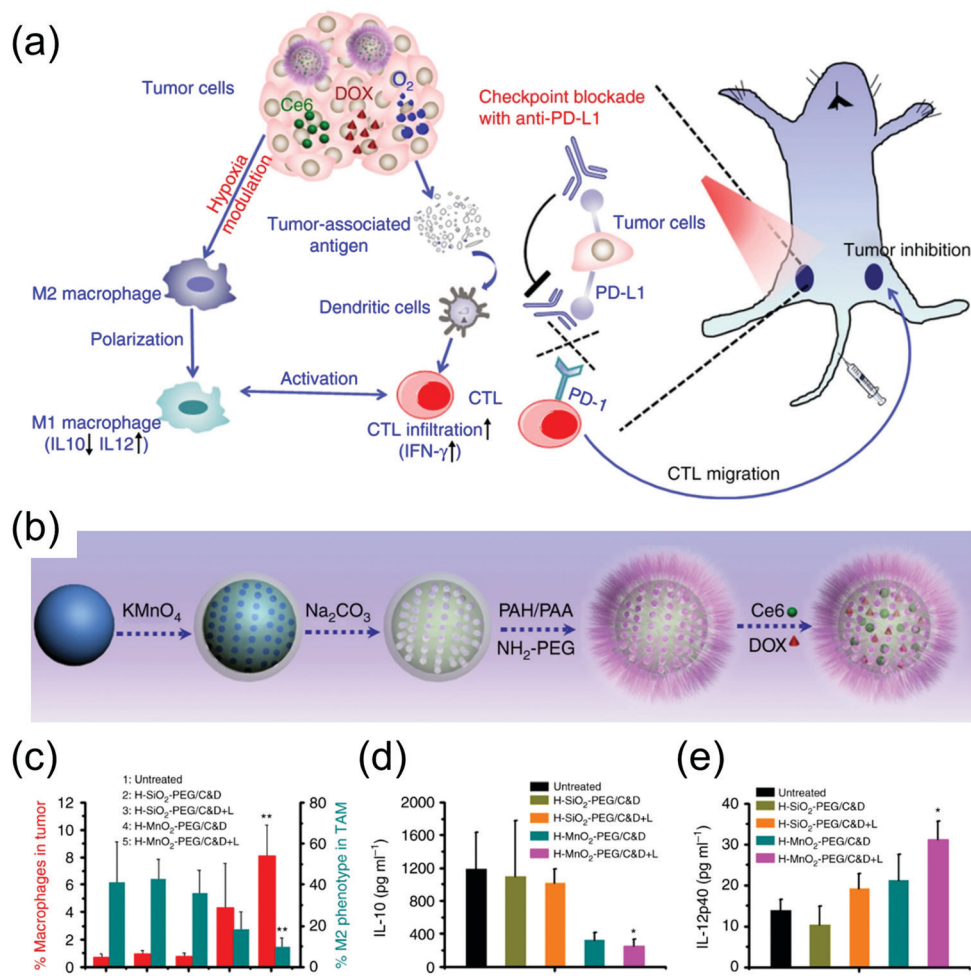 (a)
Tumor cells
Ce6
DOX
O2
Hypoxia
modulation
Tumor-associated
antigen
M2 macrophage
Dendritic cells
Polarization
Activation
CTL
M1 macrophage
(IL10↓ IL12↑)
CTL infiltration↑
(IFN-γ↑)
Checkpoint blockade
with anti-PD-L1
Tumor cells
PD-L1
PD-1
Tumor inhibition
CTL migration
(b)
KMnO4
Na2CO3
PAH/PAA
NH2-PEG
Ce6
DOX
(c)
1: Untreated
2: H-SiO2-PEG/C&D
3: H-SiO2-PEG/C&D+L
4: H-MnO2-PEG/C&D
5: H-MnO2-PEG/C&D+L
% Macrophages in tumor
12
10
8
6
4
2
0
**
**
80
60
40
20
0
% M2 phenotype in TAM
(d)
Untreated
H-SiO2-PEG/C&D
H-SiO2-PEG/C&D+L
H-MnO2-PEG/C&D
H-MnO2-PEG/C&D+L
IL-10 (pg ml−1)
2000
1600
1200
800
400
0
*
(e)
Untreated
H-SiO2-PEG/C&D
H-SiO2-PEG/C&D+L
H-MnO2-PEG/C&D
H-MnO2-PEG/C&D+L
IL-12p40 (pg ml−1)
40
30
20
10
0
*